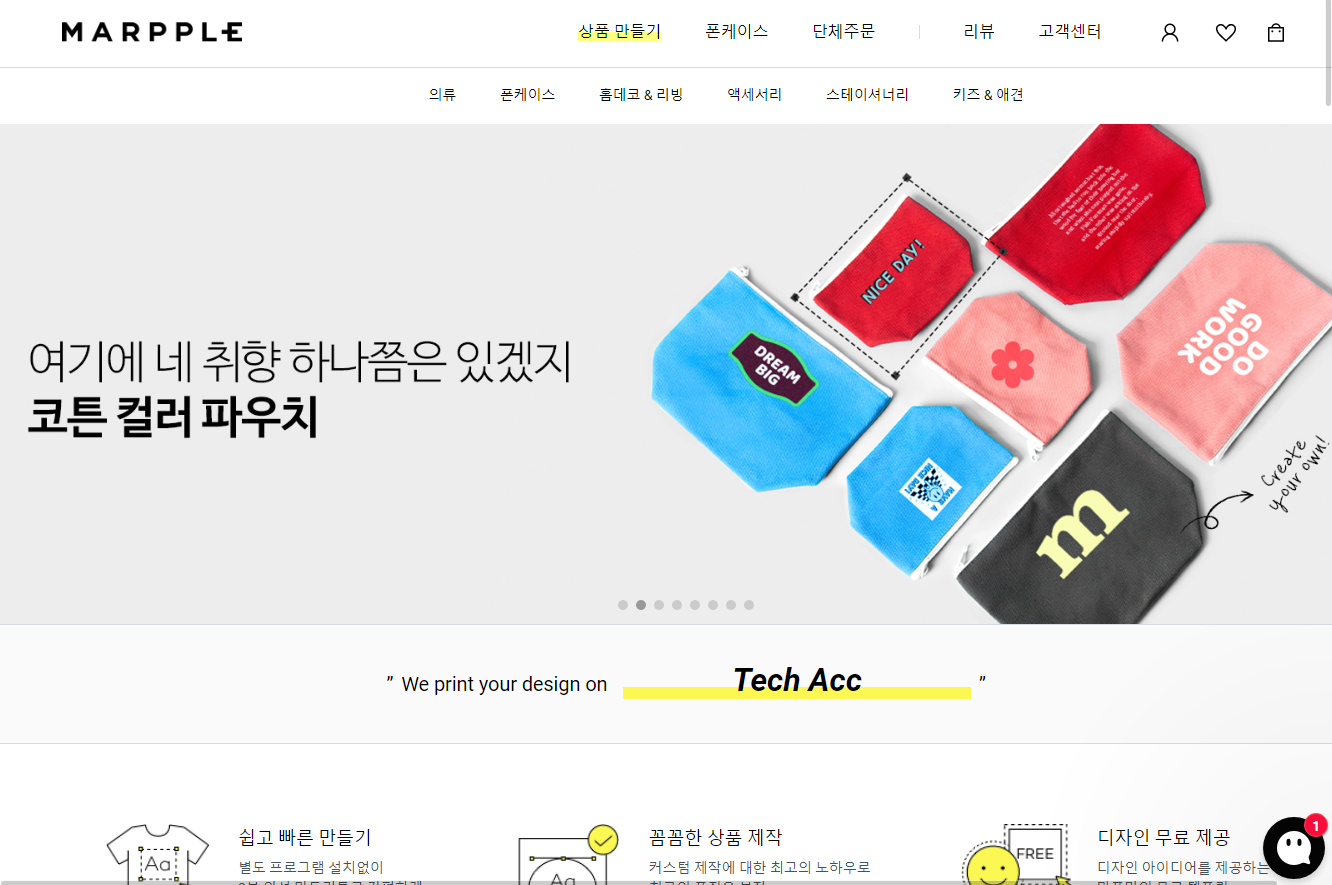 MARPPLE
상품 만들기
폰케이스
단체주문
리뷰
고객센터
의류
폰케이스
홈데코 & 리빙
액세서리
스테이셔너리
키즈 & 애견
여기에 네 취향 하나쯤은 있겠지
코튼 컬러 파우치
NICE DAY!
DREAM
BIG
DO
GOOD
WORK
HAVE A
NICE DAY!
m
Create
your own!
" We print your design on Tech Acc "
Aa
쉽고 빠른 만들기
별도 프로그램 설치없이
Aa
꼼꼼한 상품 제작
커스텀 제작에 대한 최고의 노하우로
FREE
디자인 무료 제공
디자인 아이디어를 제공하는
1